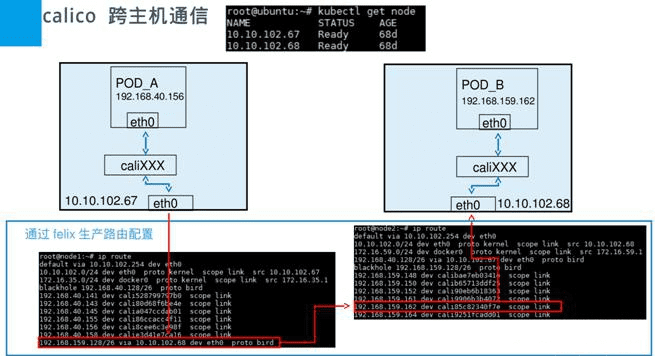 calico 跨主机通信
root@ubuntu:~# kubectl get node
NAME STATUS AGE
10.10.102.67 Ready 68d
10.10.102.68 Ready 68d
POD_A
192.168.40.156
eth0
caliXXX
10.10.102.67
eth0
POD_B
192.168.159.162
eth0
caliXXX
eth0
10.10.102.68
通过 felix 生产路由配置
root@node1:~# ip route
default via 10.10.102.254 dev eth0
10.10.102.0/24 dev eth0 proto kernel scope link src 10.10.102.67
172.16.35.0/24 dev docker0 proto kernel scope link src 172.16.35.1
blackhole 192.168.40.128/26 proto bird
192.168.40.141 dev cali528799797b0 scope link
192.168.40.143 dev cali80d68f6be4e scope link
192.168.40.145 dev calia047ccdab01 scope link
192.168.40.155 dev cali86ccacc4f11 scope link
192.168.40.156 dev scope link
192.168.40.158 dev scope link
192.168.159.128/26 via 10.10.102.68 dev eth0 proto bird
root@node2:~# ip route
default via 10.10.102.254 dev eth0
10.10.102.0/24 dev eth0 proto kernel scope link src 10.10.102.68
172.16.59.0/24 dev docker0 proto kernel scope link src 172.16.59.1
192.168.40.128/26 via 10.10.102.67 dev eth0 proto bird
blackhole 192.168.159.128/26 proto bird
192.168.159.148 dev scope link
192.168.159.150 dev scope link
192.168.159.152 dev scope link
192.168.159.161 dev scope link
192.168.159.162 dev cali85c82340f7e scope link
192.168.159.164 dev cali9251fcadd01 scope link